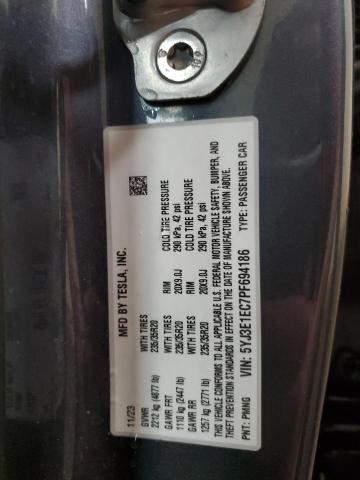 MFD BY TESLA, INC.
11/23
GVWR WITH TIRES RIM COLD TIRE PRESSURE
2212 kg (4877 lb) 235/35R20 20X9.0J 290 kPa, 42 psi
GAWR FRT WITH TIRES RIM COLD TIRE PRESSURE
1110 kg (2447 lb)
GAWR RR 235/35R20 20X9.0J 290 kPa, 42 psi
1257 kg (2771 lb)
THIS VEHICLE CONFORMS TO ALL APPLICABLE U.S. FEDERAL MOTOR VEHICLE SAFETY, BUMPER, AND
THEFT PREVENTION STANDARDS IN EFFECT ON THE DATE OF MANUFACTURE SHOWN ABOVE.
VIN: 5YJ3E1EC7PF694186 TYPE: PASSENGER CAR
PNT: PMNG